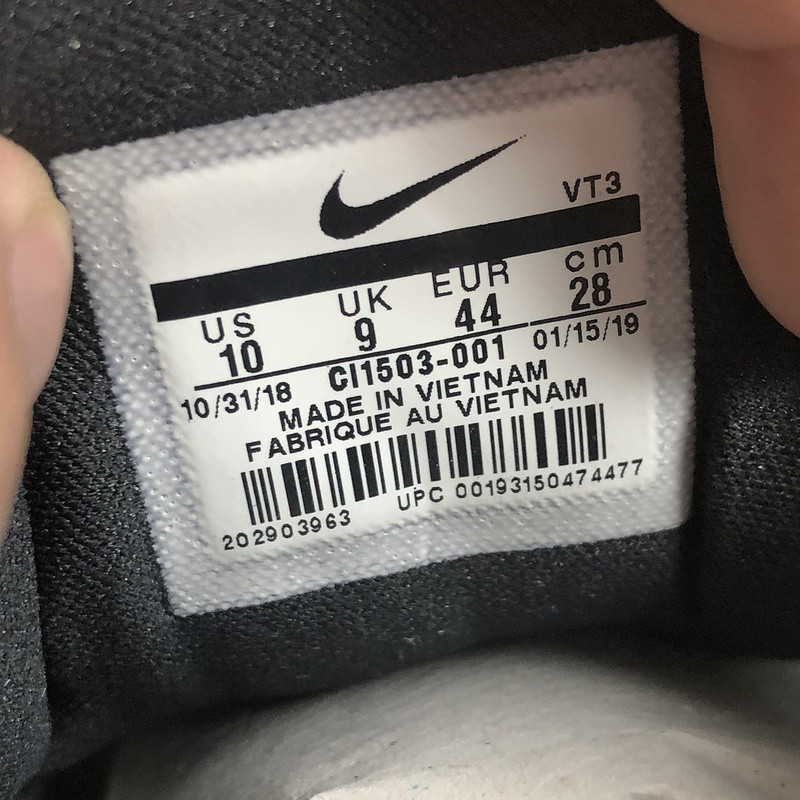 VT3
US UK EUR cm
10 9 44 28
10/31/18 CI1503-001 01/15/19
MADE IN VIETNAM
FABRIQUE AU VIETNAM
202903963 UPC 00193150474477